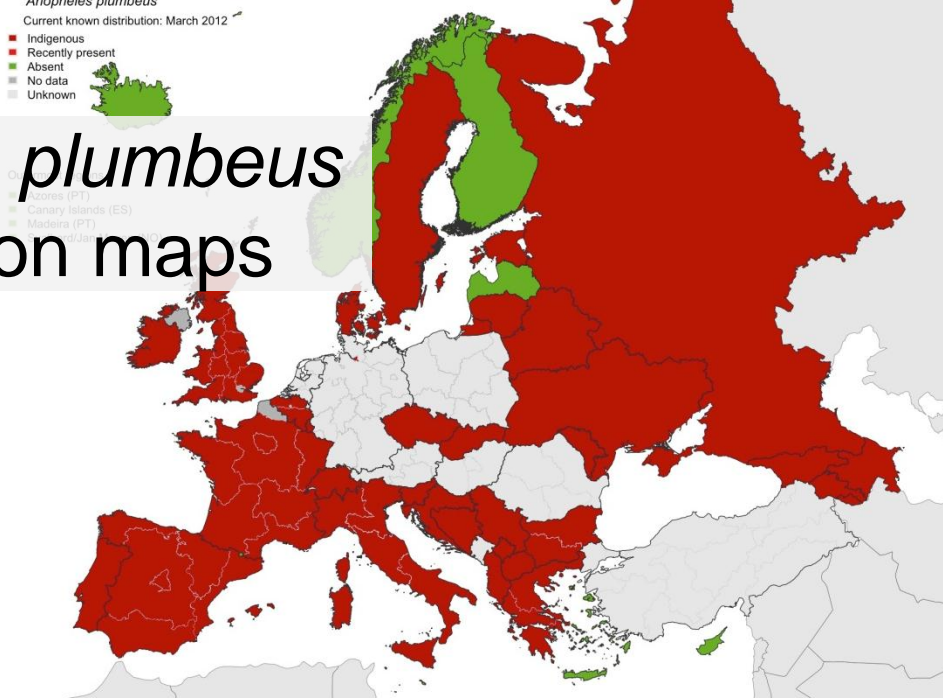 Anopheles plumbeus
Current known distribution: March 2012
Indigenous
Recently present
Absent
No data
Unknown
plumbeus
on maps
Azores (PT)
Canary Islands (ES)
Madeira (PT)